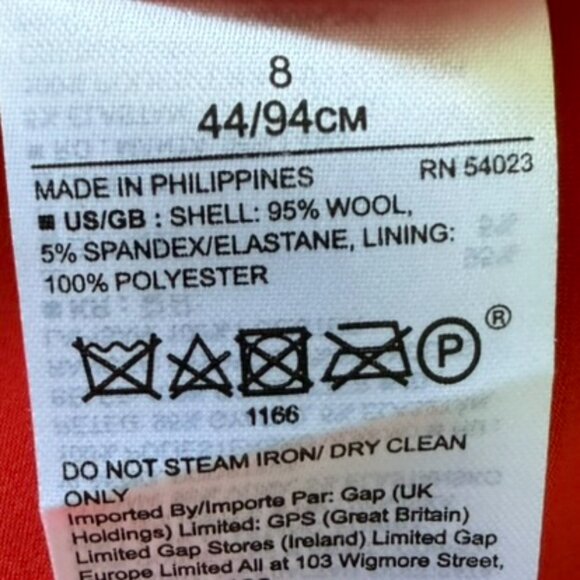 8
44/94CM
MADE IN PHILIPPINES RN 54023
US/GB : SHELL: 95% WOOL,
5% SPANDEX/ELASTANE, LINING:
100% POLYESTER
P ®
1166
DO NOT STEAM IRON/ DRY CLEAN
ONLY
Imported By/Importe Par: Gap (UK
Holdings) Limited: GPS (Great Britain)
Limited Gap Stores (Ireland) Limited Gap
Europe Limited All at 103 Wigmore Street,